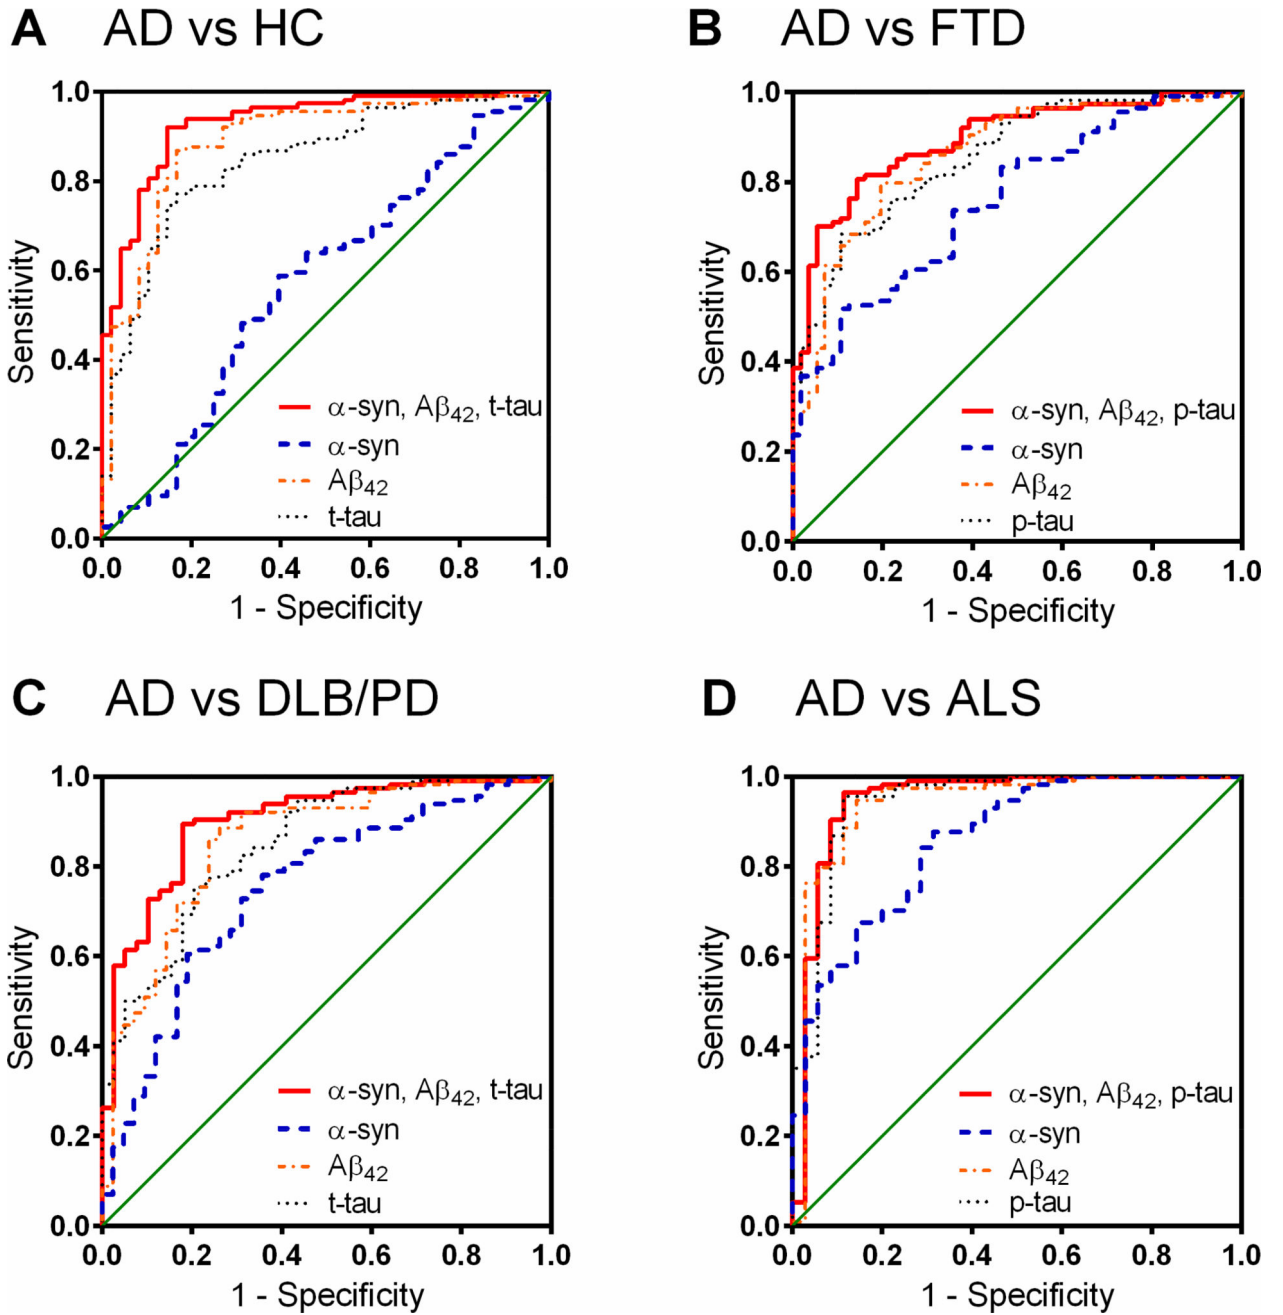 A AD vs HC
1.0
0.8
0.6
0.4
0.2
0.0
Sensitivity
α-syn, Aβ42, t-tau
α-syn
Aβ42
t-tau
0.0 0.2 0.4 0.6 0.8 1.0
1 - Specificity
B AD vs FTD
1.0
0.8
0.6
0.4
0.2
0.0
Sensitivity
α-syn, Aβ42, p-tau
α-syn
Aβ42
p-tau
0.0 0.2 0.4 0.6 0.8 1.0
1 - Specificity
C AD vs DLB/PD
1.0
0.8
0.6
0.4
0.2
0.0
Sensitivity
α-syn, Aβ42, t-tau
α-syn
Aβ42
t-tau
0.0 0.2 0.4 0.6 0.8 1.0
1 - Specificity
D AD vs ALS
1.0
0.8
0.6
0.4
0.2
0.0
Sensitivity
α-syn, Aβ42, p-tau
α-syn
Aβ42
p-tau
0.0 0.2 0.4 0.6 0.8 1.0
1 - Specificity